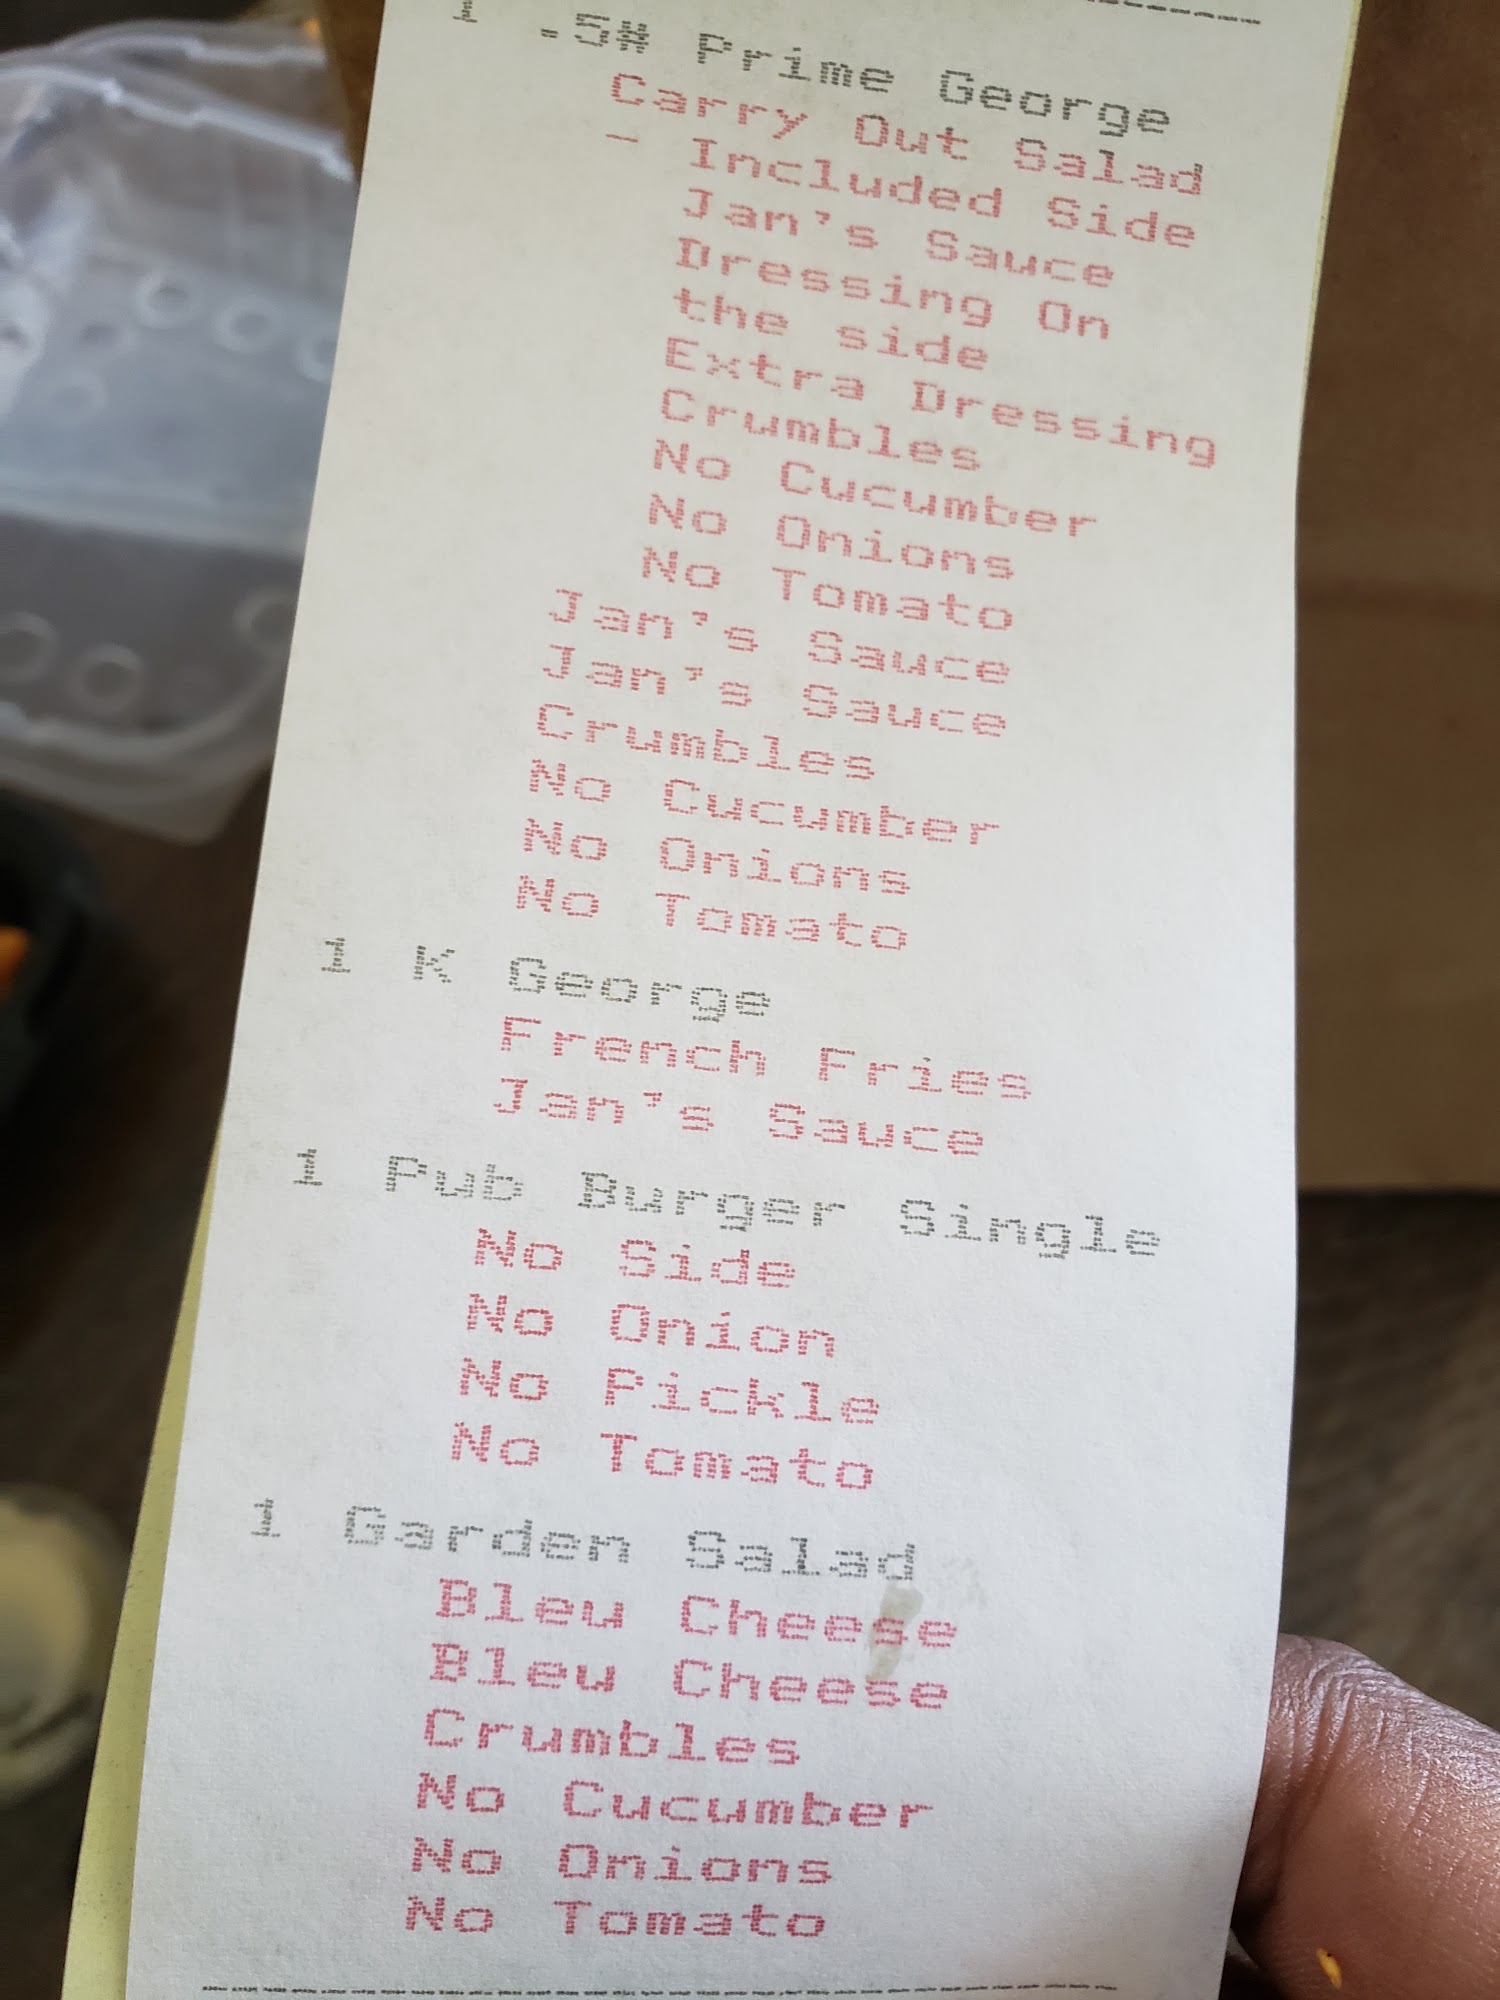 1 .5# Prime George
Carry Out Salad
- Included Side
Jan's Sauce
Dressing On
the side
Extra Dressing
Crumbles
No Cucumber
No Onions
No Tomato
Jan's Sauce
Jan's Sauce
Crumbles
No Cucumber
No Onions
No Tomato
1 K George
French Fries
Jan's Sauce
1 Pub Burger Single
No Side
No Onion
No Pickle
No Tomato
1 Garden Salad
Bleu Cheese
Bleu Cheese
Crumbles
No Cucumber
No Onions
No Tomato